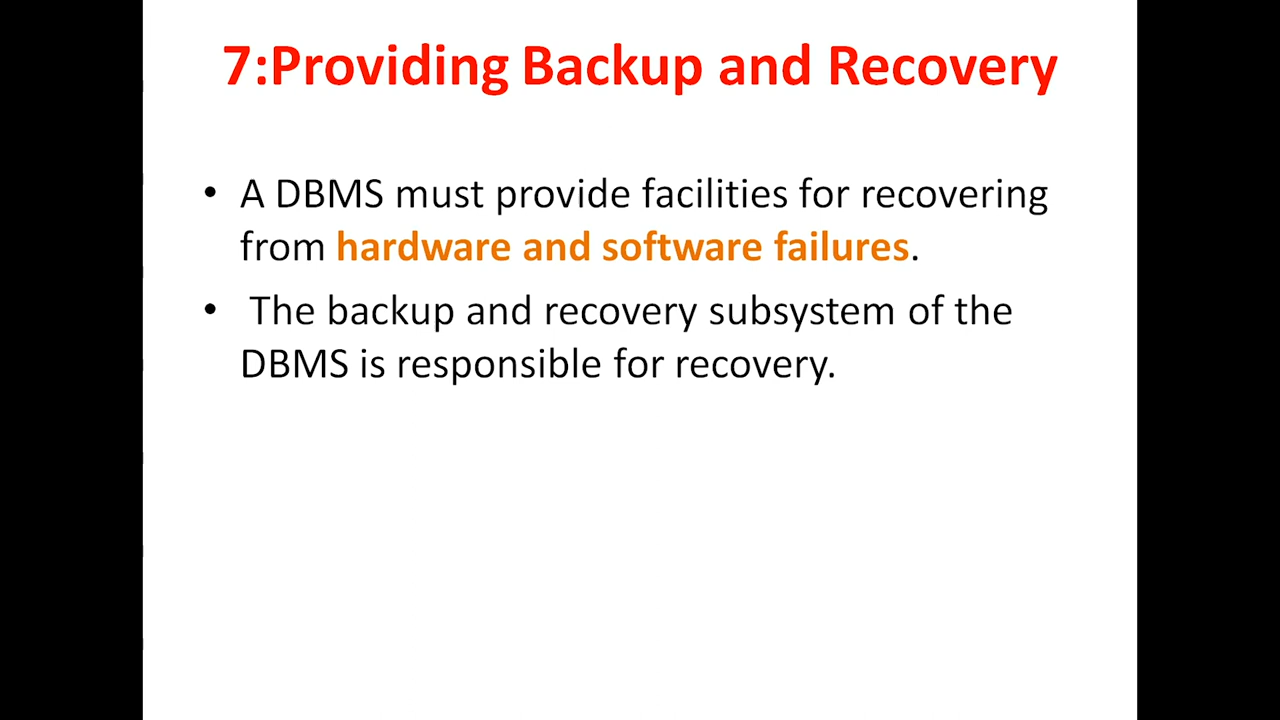 7:Providing Backup and Recovery
• A DBMS must provide facilities for recovering
from hardware and software failures.
• The backup and recovery subsystem of the
DBMS is responsible for recovery.